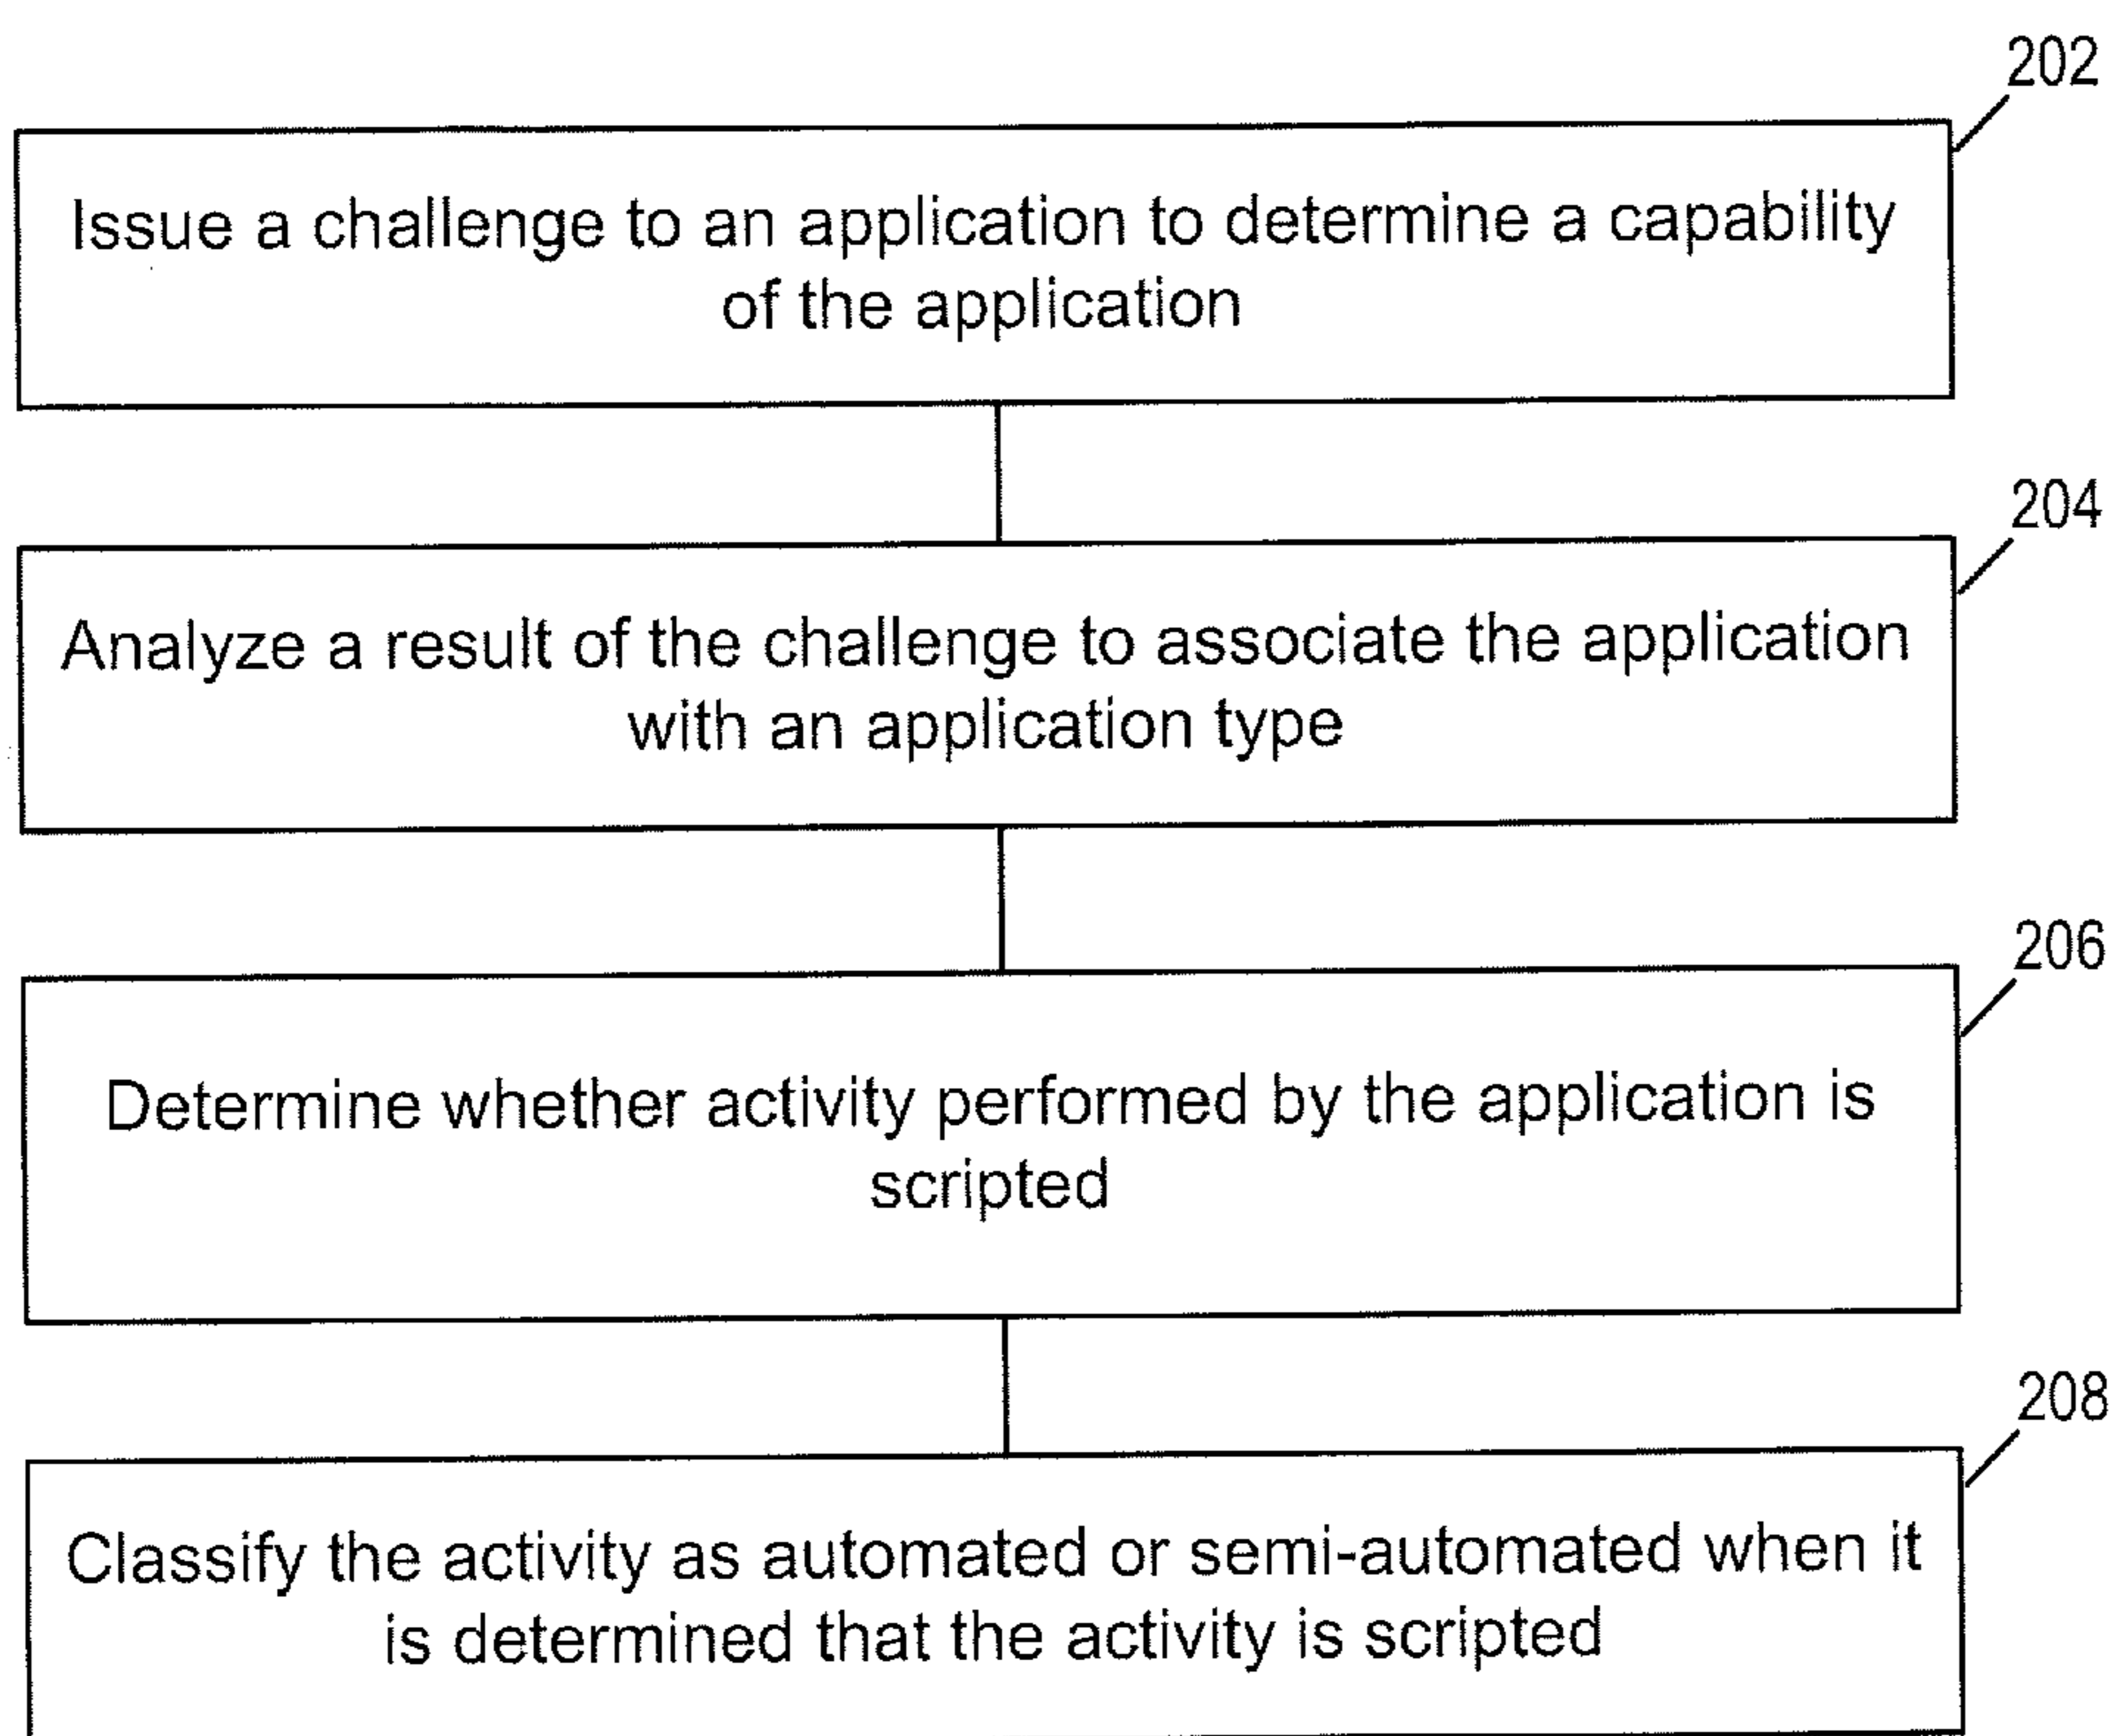 202
Issue a challenge to an application to determine a capability
of the application
204
Analyze a result of the challenge to associate the application
with an application type
206
Determine whether activity performed by the application is
scripted
208
Classify the activity as automated or semi-automated when it
is determined that the activity is scripted